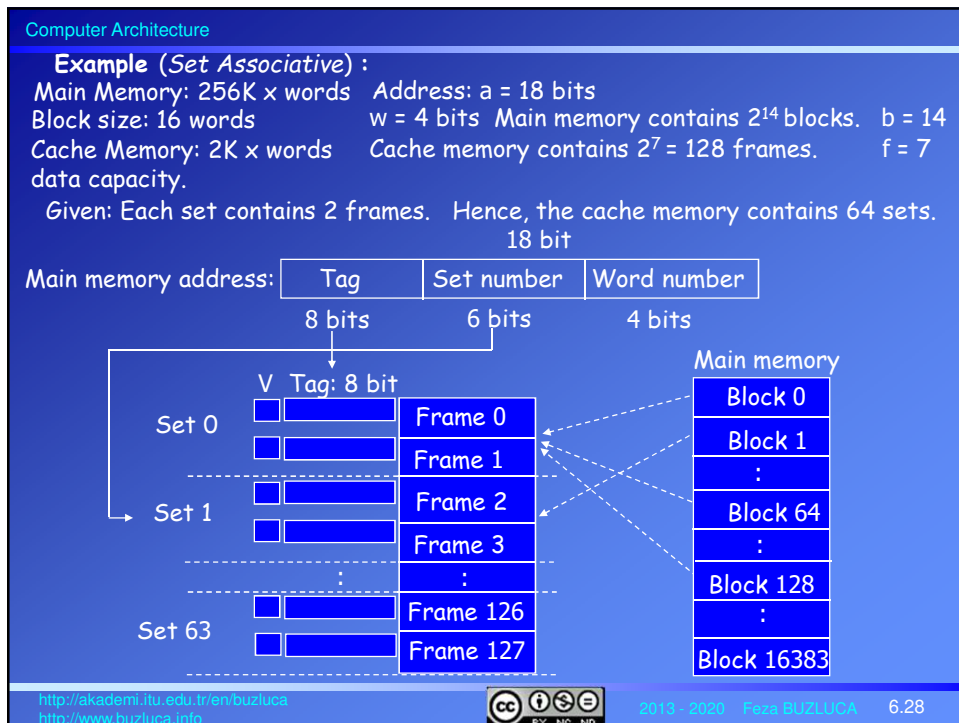 Computer Architecture
Example (Set Associative) :
Main Memory: 256K x words Address: a = 18 bits
Block size: 16 words w = 4 bits Main memory contains 2¹⁴ blocks. b = 14
Cache Memory: 2K x words Cache memory contains 2⁷ = 128 frames. f = 7
data capacity.
Given: Each set contains 2 frames. Hence, the cache memory contains 64 sets.
18 bit
Main memory address: Tag Set number Word number
8 bits 6 bits 4 bits
Main memory
V Tag: 8 bit
Block 0
Set 0 Frame 0
Block 1
Frame 1
:
Set 1 Frame 2
Block 64
Frame 3
:
: :
Block 128
Frame 126
:
Set 63
Frame 127
Block 16383
http://akademi.itu.edu.tr/en/buzluca
http://www.buzluca.info
cc
BY NC ND
2013 - 2020 Feza BUZLUCA 6.28